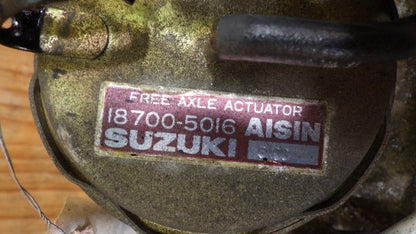 FREE AXLE ACTUATOR
18700-5016 AISIN
SUZUKI